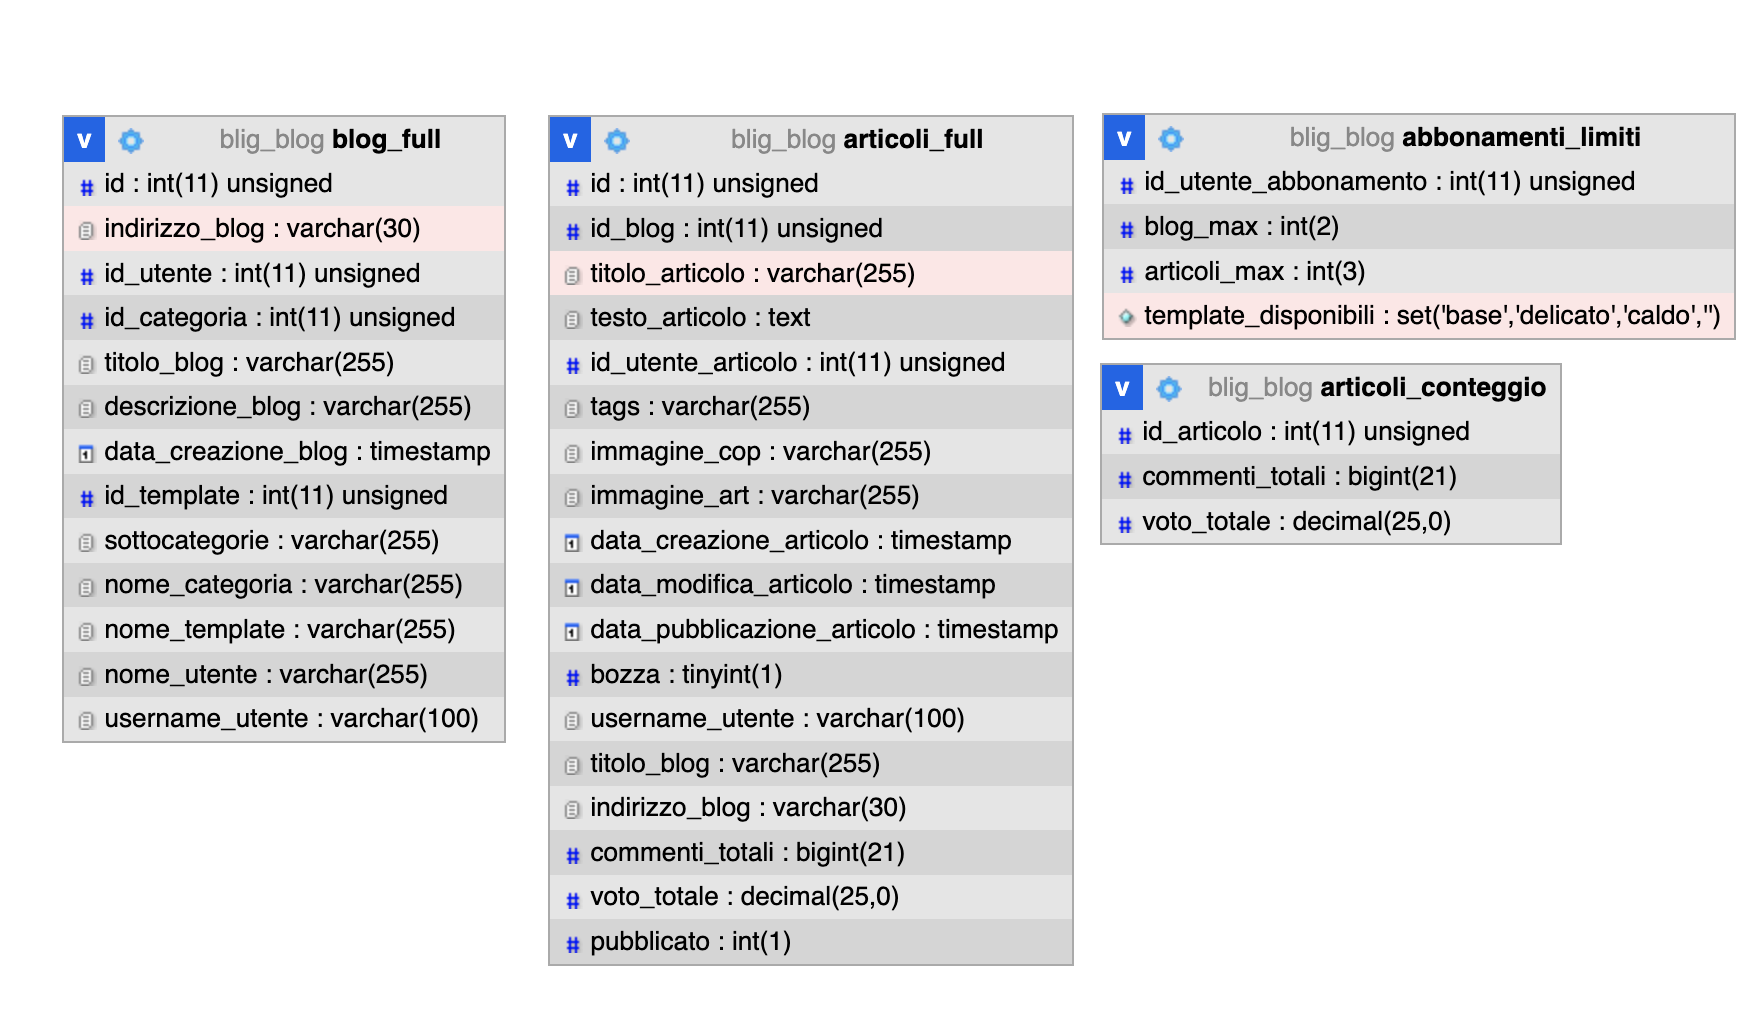 v blig_blog blog_full
# id : int(11) unsigned
indirizzo_blog : varchar(30)
# id_utente : int(11) unsigned
# id_categoria : int(11) unsigned
titolo_blog : varchar(255)
descrizione_blog : varchar(255)
data_creazione_blog : timestamp
# id_template : int(11) unsigned
sottocategorie : varchar(255)
nome_categoria : varchar(255)
nome_template : varchar(255)
nome_utente : varchar(255)
username_utente : varchar(100)
v blig_blog articoli_full
# id : int(11) unsigned
# id_blog : int(11) unsigned
titolo_articolo : varchar(255)
testo_articolo : text
# id_utente_articolo : int(11) unsigned
tags : varchar(255)
immagine_cop : varchar(255)
immagine_art : varchar(255)
data_creazione_articolo : timestamp
data_modifica_articolo : timestamp
data_pubblicazione_articolo : timestamp
# bozza : tinyint(1)
username_utente : varchar(100)
titolo_blog : varchar(255)
indirizzo_blog : varchar(30)
# commenti_totali : bigint(21)
# voto_totale : decimal(25,0)
# pubblicato : int(1)
v blig_blog abbonamenti_limiti
# id_utente_abbonamento : int(11) unsigned
# blog_max : int(2)
# articoli_max : int(3)
template_disponibili : set('base','delicato','caldo','')
v blig_blog articoli_conteggio
# id_articolo : int(11) unsigned
# commenti_totali : bigint(21)
# voto_totale : decimal(25,0)